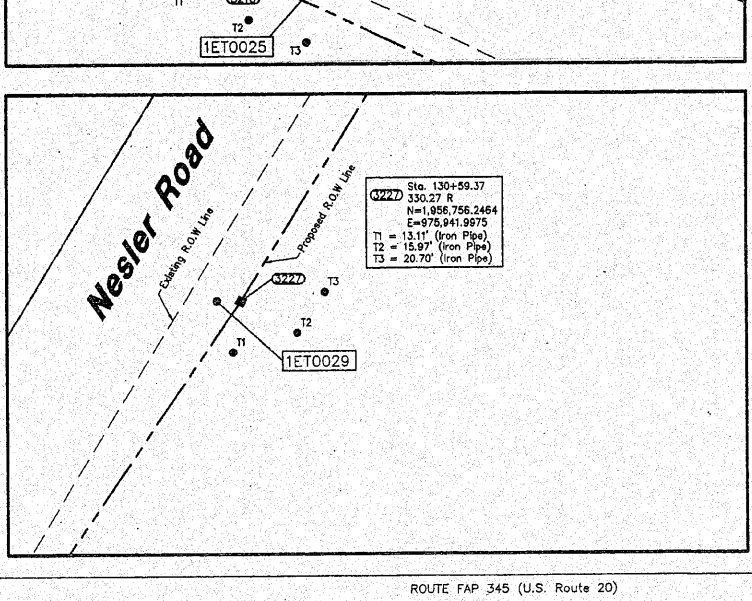 T1
3218
T2
T3
1ET0025
Nesler Road
Existing R.O.W Line
Proposed R.O.W Line
3227
Sta. 130+59.37
330.27 R
N=1,956,756.2464
E=975,941.9975
T1 = 13.11' (Iron Pipe)
T2 = 15.97' (Iron Pipe)
T3 = 20.70' (Iron Pipe)
3227
T3
T2
T1
1ET0029
ROUTE FAP 345 (U.S. Route 20)